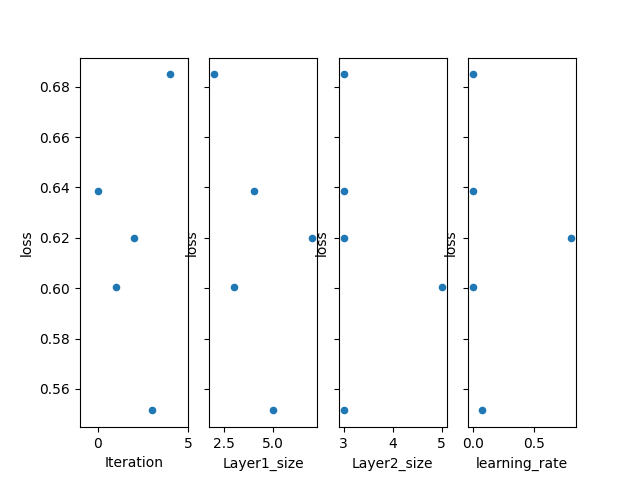 0.68
0.66
0.64
0.62
0.60
0.58
0.56
loss
loss
loss
loss
0 5
2.5 5.0
3 4 5
0.0 0.5
Iteration
Layer1_size
Layer2_size
learning_rate